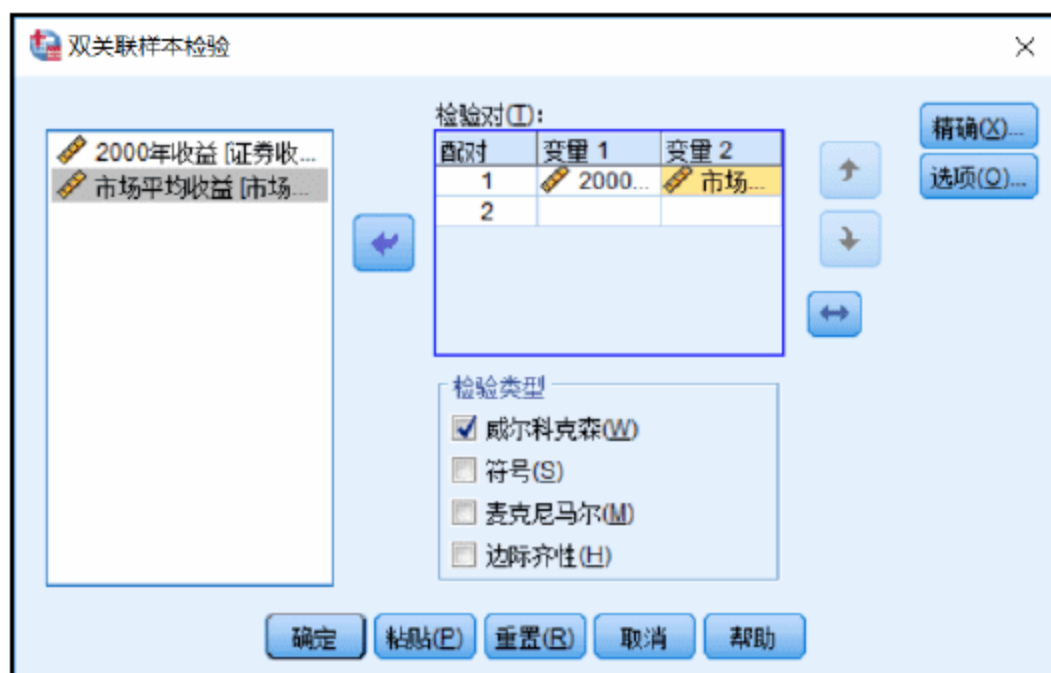 双关联样本检验
检验对(T):
2000年收益 [证券收...
市场平均收益 [市场...
配对 变量 1 变量 2
1 2000... 市场...
2
精确(X)...
选项(O)...
检验类型
威尔科克森(W)
符号(S)
麦克尼马尔(M)
边际齐性(H)
确定 粘贴(P) 重置(R) 取消 帮助